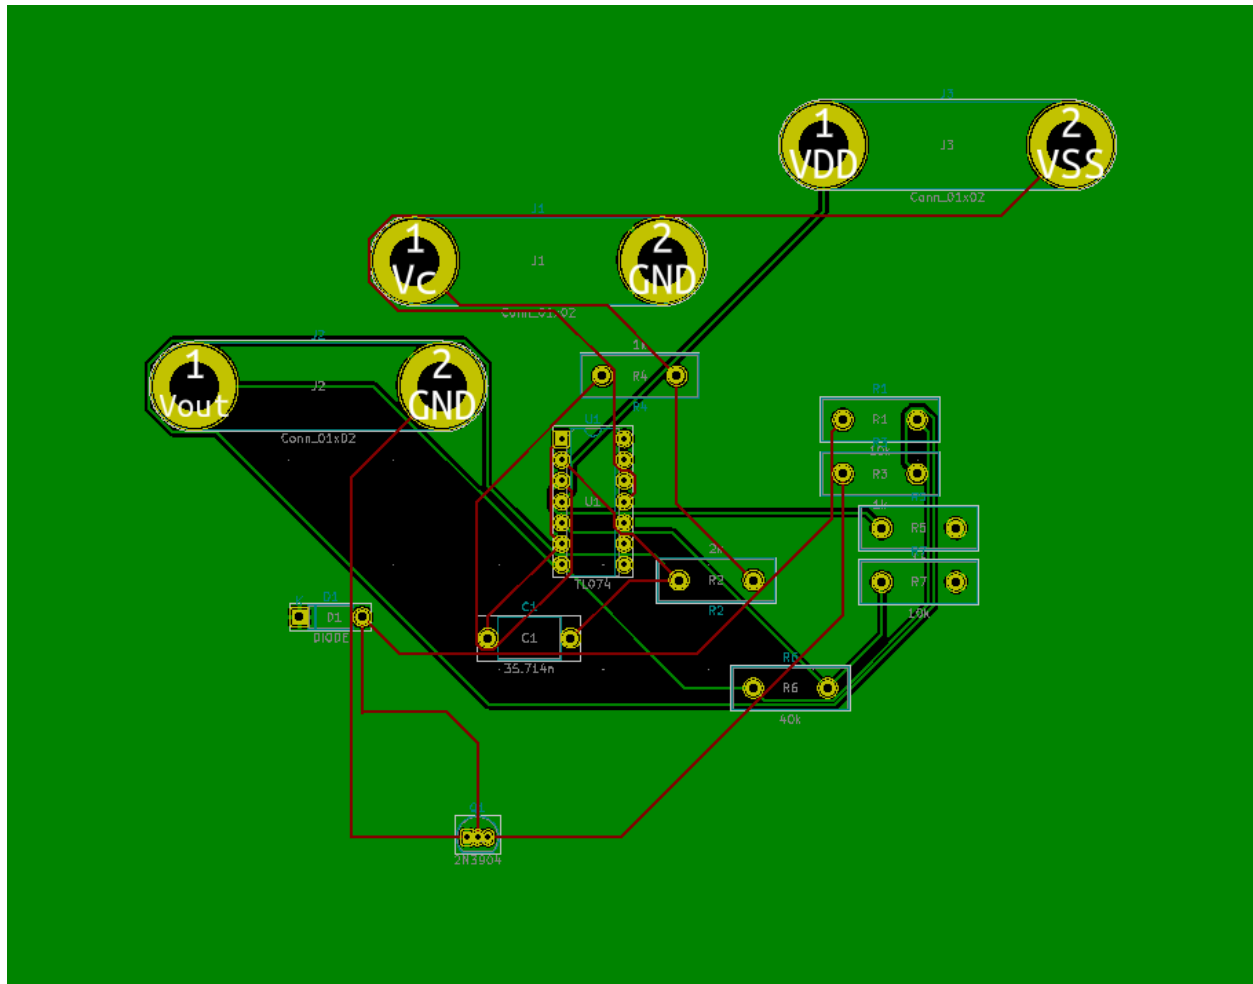 J3
1
VDD
J3
2
VSS
Conn_01x02
J1
1
Vc
J1
2
GND
Conn_01x02
J2
1
Vout
J2
2
GND
Conn_01x02
1k
R4
R4
U1
U1
TL074
R1
R1
10k
R3
1k
R5
R7
R7
10k
2k
R2
R2
K
D1
D1
DIODE
C1
C1
35.714n
R6
R6
40k
Q1
2N3904